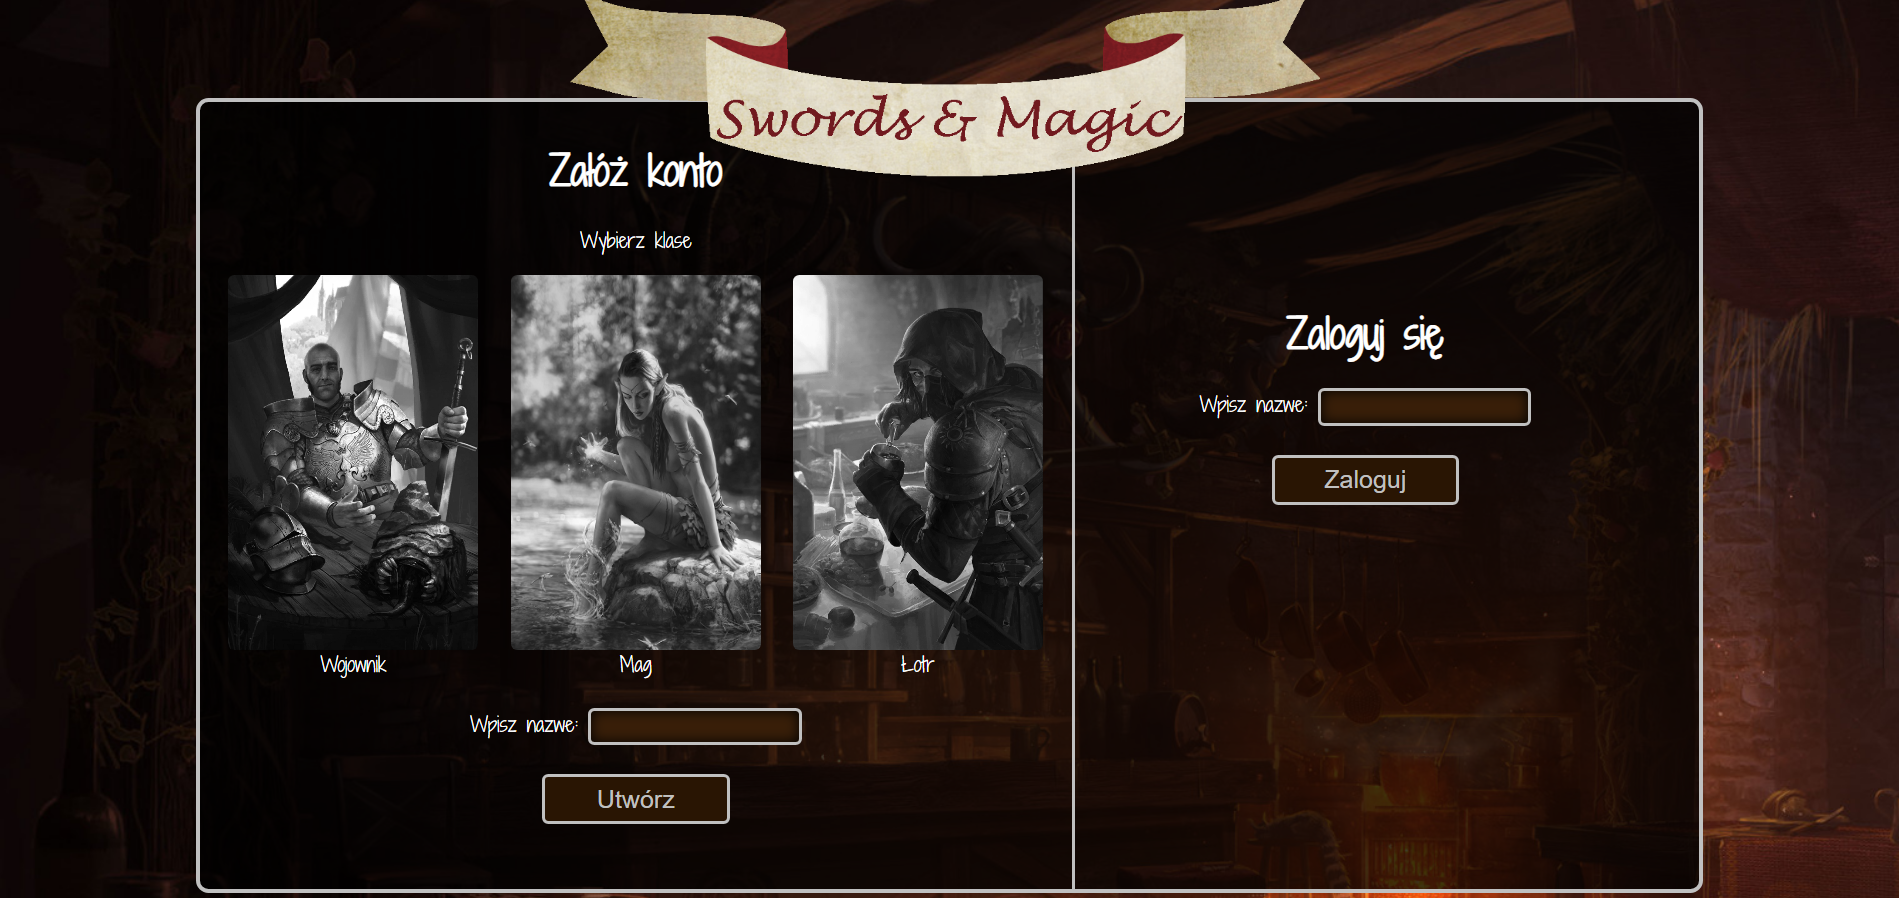 Swords & Magic
Załóż konto
Wybierz klase
Wojownik
Mag
Łotr
Wpisz nazwe:
Utwórz
Zaloguj się
Wpisz nazwe:
Zaloguj